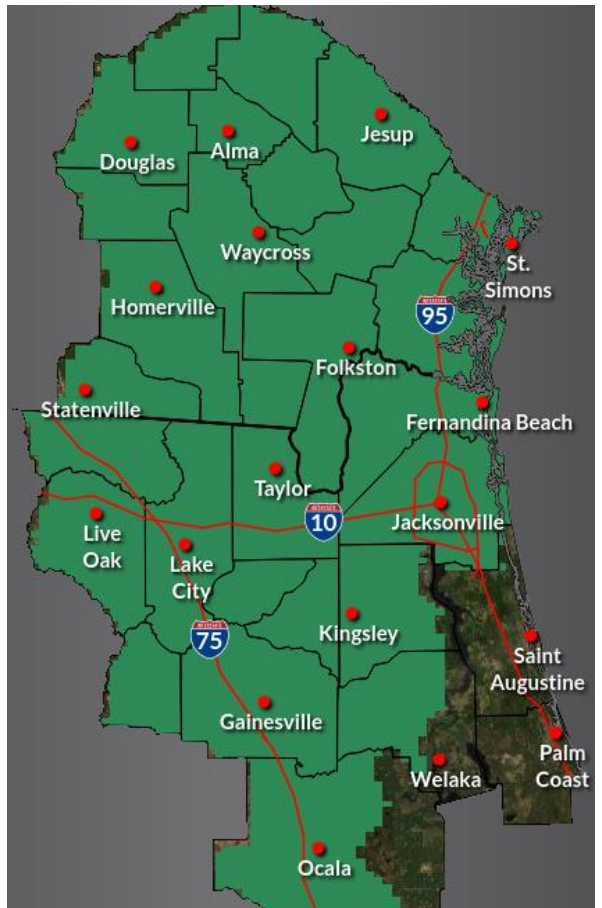 Jesup
Alma
Douglas
Waycross
St.
Simons
Homerville
95
Folkston
Statenville
Fernandina Beach
Taylor
10
Jacksonville
Live
Oak
Lake
City
75
Kingsley
Saint
Augustine
Gainesville
Palm
Coast
Welaka
Ocala